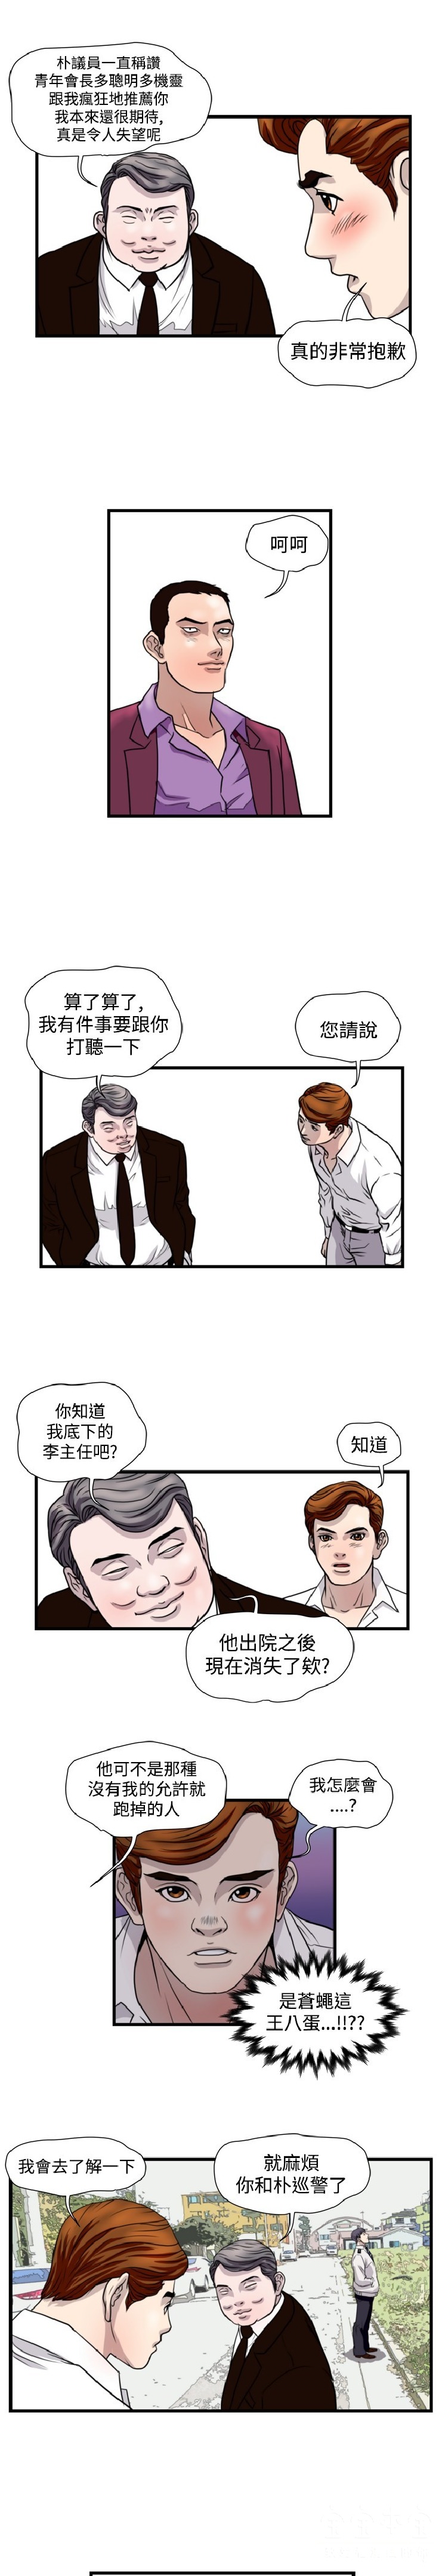 朴議員一直稱讚
青年會長多聰明多機靈
跟我瘋狂地推薦你
我本來還很期待,
真是令人失望呢
真的非常抱歉
呵呵
算了算了,
我有件事要跟你
打聽一下
您請說
你知道
我底下的
李主任吧?
知道
他出院之後
現在消失了欸?
他可不是那種
沒有我的允許就
跑掉的人
我怎麼會
....?
是蒼蠅這
王八蛋...!!??
我會去了解一下
就麻煩
你和朴巡警了